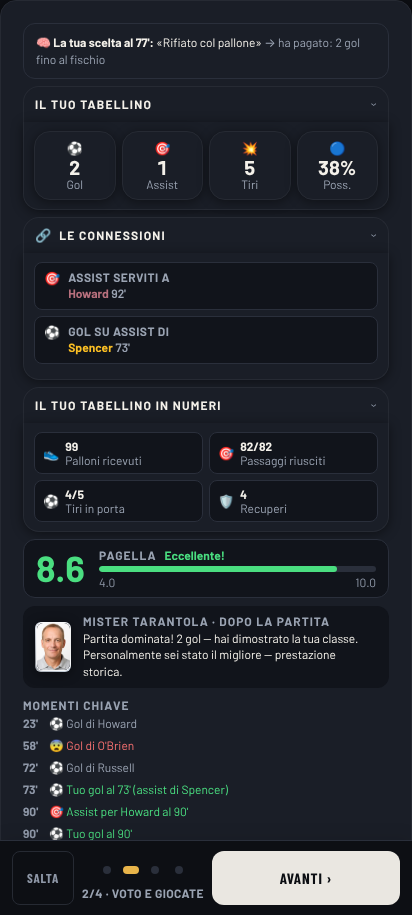 La tua scelta al 77': «Rifiato col pallone» → ha pagato: 2 gol
fino al fischio
IL TUO TABELLINO
2
Gol
1
Assist
5
Tiri
38%
Poss.
LE CONNESSIONI
ASSIST SERVITI A
Howard 92'
GOL SU ASSIST DI
Spencer 73'
IL TUO TABELLINO IN NUMERI
99
Palloni ricevuti
82/82
Passaggi riusciti
4/5
Tiri in porta
4
Recuperi
8.6
PAGELLA Eccellente!
4.0 10.0
MISTER TARANTOLA · DOPO LA PARTITA
Partita dominata! 2 gol — hai dimostrato la tua classe.
Personalmente sei stato il migliore — prestazione
storica.
MOMENTI CHIAVE
23' Gol di Howard
58' Gol di O'Brien
72' Gol di Russell
73' Tuo gol al 73' (assist di Spencer)
90' Assist per Howard al 90'
90' Tuo gol al 90'
SALTA
2/4 · VOTO E GIOCATE
AVANTI ›